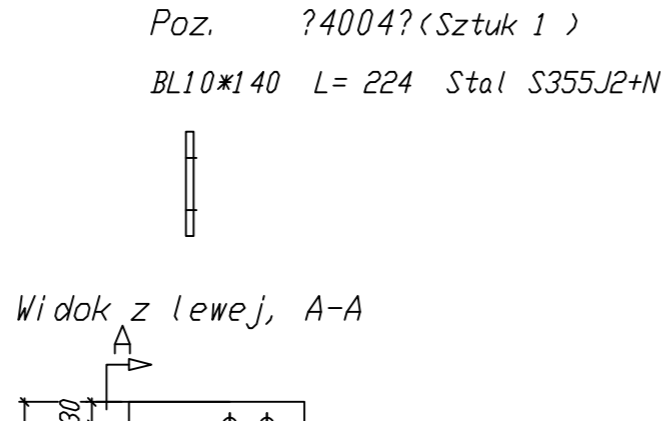 Poz. ?4004?(Sztuk 1 )
BL10*140 L= 224 Stal S355J2+N
Widok z lewej, A-A
A
30